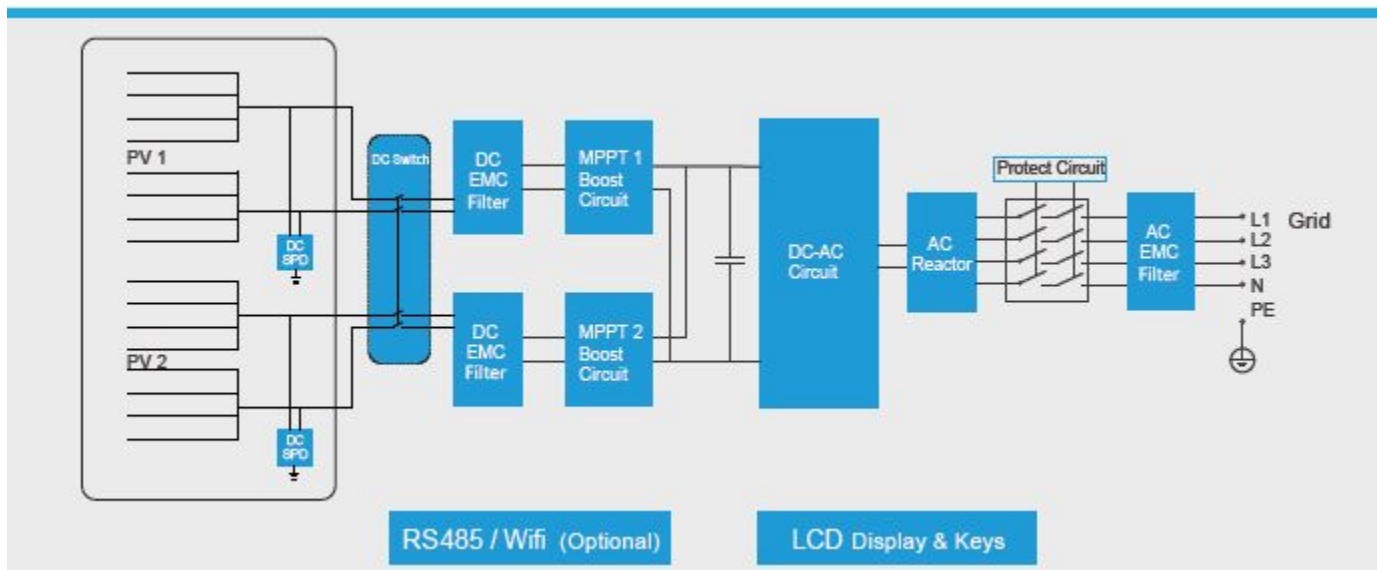 PV 1
DC
SPD
PV 2
DC
SPD
DC Switch
DC
EMC
Filter
DC
EMC
Filter
MPPT 1
Boost
Circuit
MPPT 2
Boost
Circuit
DC-AC
Circuit
AC
Reactor
Protect Circuit
AC
EMC
Filter
L1 Grid
L2
L3
N
PE
RS485 / Wifi (Optional)
LCD Display & Keys